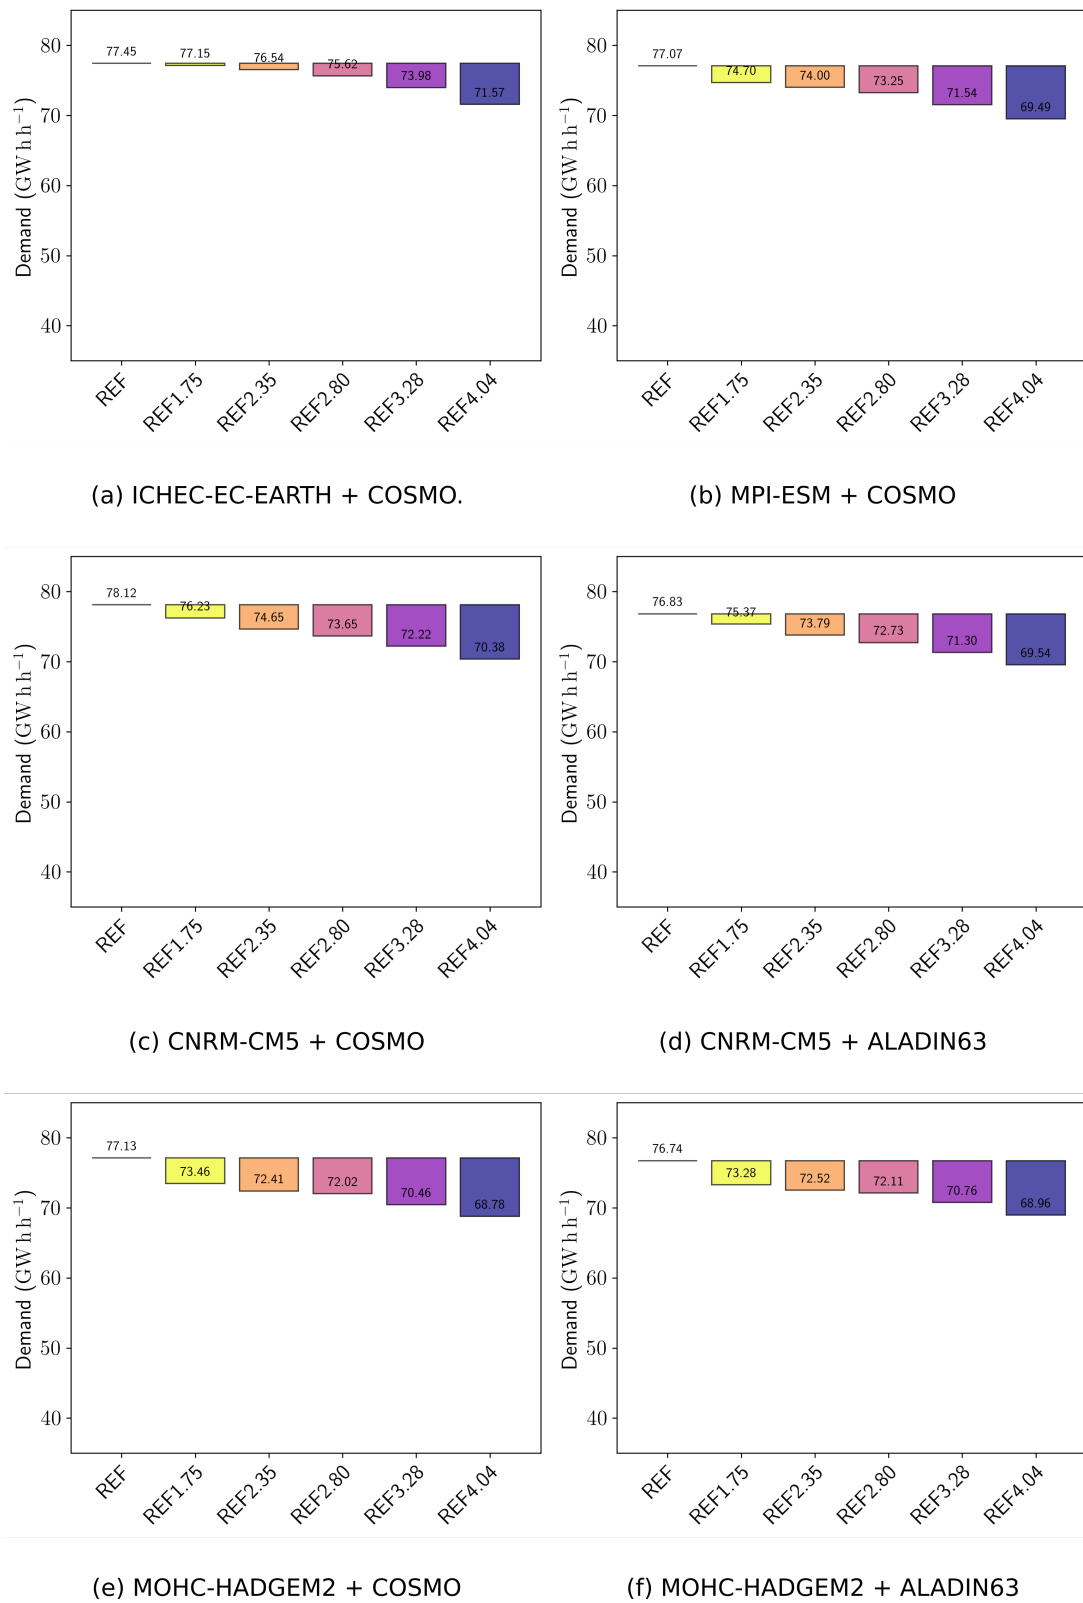 80
70
60
50
40
Demand (GW h h⁻¹)
77.45
77.15
76.54
75.62
73.98
71.57
REF
REF1.75
REF2.35
REF2.80
REF3.28
REF4.04
(a) ICHEC-EC-EARTH + COSMO.
80
70
60
50
40
Demand (GW h h⁻¹)
77.07
74.70
74.00
73.25
71.54
69.49
REF
REF1.75
REF2.35
REF2.80
REF3.28
REF4.04
(b) MPI-ESM + COSMO
80
70
60
50
40
Demand (GW h h⁻¹)
78.12
76.23
74.65
73.65
72.22
70.38
REF
REF1.75
REF2.35
REF2.80
REF3.28
REF4.04
(c) CNRM-CM5 + COSMO
80
70
60
50
40
Demand (GW h h⁻¹)
76.83
75.37
73.79
72.73
71.30
69.54
REF
REF1.75
REF2.35
REF2.80
REF3.28
REF4.04
(d) CNRM-CM5 + ALADIN63
80
70
60
50
40
Demand (GW h h⁻¹)
77.13
73.46
72.41
72.02
70.46
68.78
REF
REF1.75
REF2.35
REF2.80
REF3.28
REF4.04
(e) MOHC-HADGEM2 + COSMO
80
70
60
50
40
Demand (GW h h⁻¹)
76.74
73.28
72.52
72.11
70.76
68.96
REF
REF1.75
REF2.35
REF2.80
REF3.28
REF4.04
(f) MOHC-HADGEM2 + ALADIN63